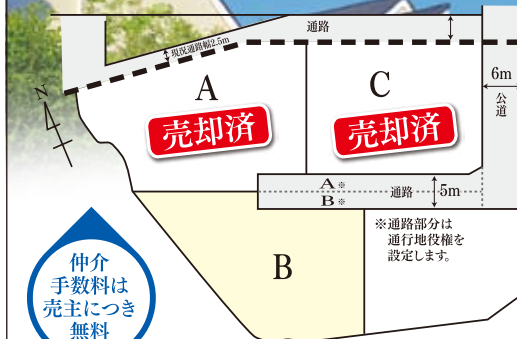 通路
現況通路幅2.5m
6m
公道
N
A
売却済
C
売却済
A※
B※
通路
5m
※通路部分は
通行地役権を
設定します。
B
仲介
手数料は
売主につき
無料